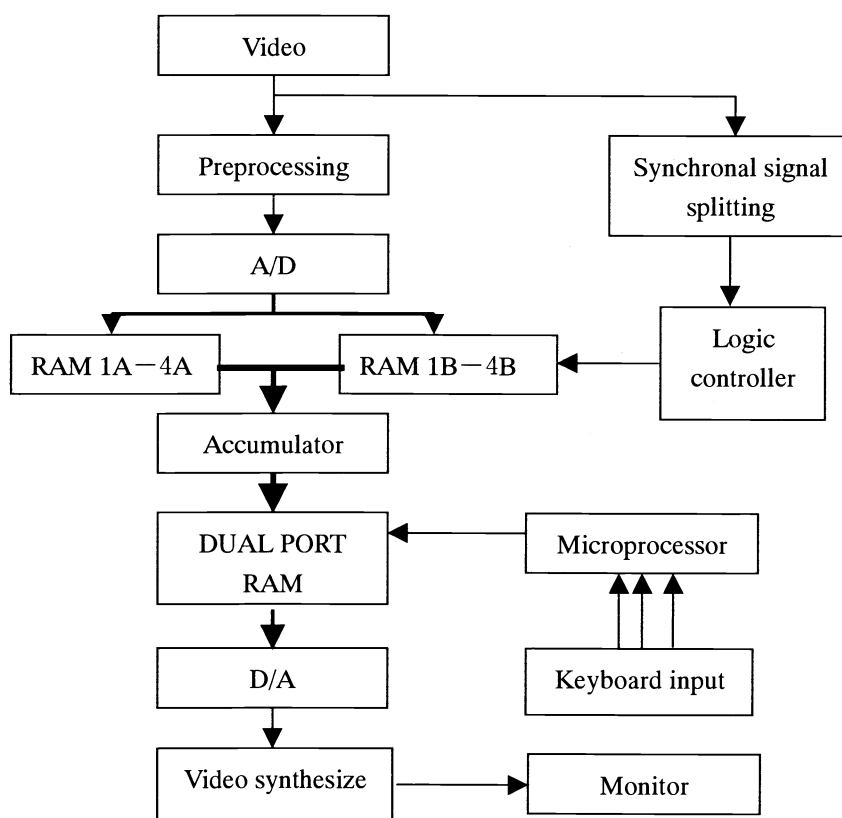 Video
Preprocessing
Synchronal signal
splitting
A/D
RAM 1A－4A
RAM 1B－4B
Logic
controller
Accumulator
DUAL PORT
RAM
Microprocessor
D/A
Keyboard input
Video synthesize
Monitor